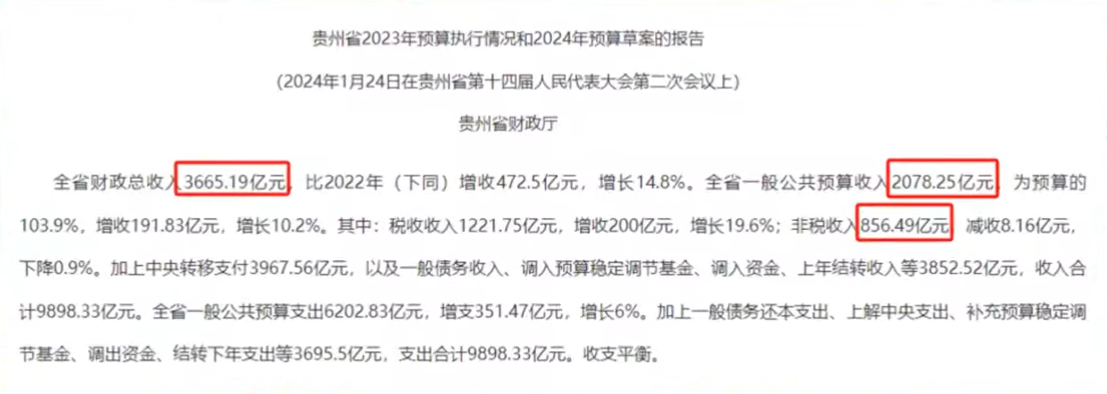 贵州省2023年预算执行情况和2024年预算草案的报告
（2024年1月24日在贵州省第十四届人民代表大会第二次会议上）
贵州省财政厅
全省财政总收入3665.19亿元，比2022年（下同）增收472.5亿元，增长14.8%。全省一般公共预算收入2078.25亿元，为预算的
103.9%，增收191.83亿元，增长10.2%。其中：税收收入1221.75亿元，增收200亿元，增长19.6%；非税收入856.49亿元，减收8.16亿元，
下降0.9%。加上中央转移支付3967.56亿元，以及一般债务收入、调入预算稳定调节基金、调入资金、上年结转收入等3852.52亿元，收入合
计9898.33亿元。全省一般公共预算支出6202.83亿元，增支351.47亿元，增长6%。加上一般债务还本支出、上解中央支出、补充预算稳定调
节基金、调出资金、结转下年支出等3695.5亿元，支出合计9898.33亿元。收支平衡。